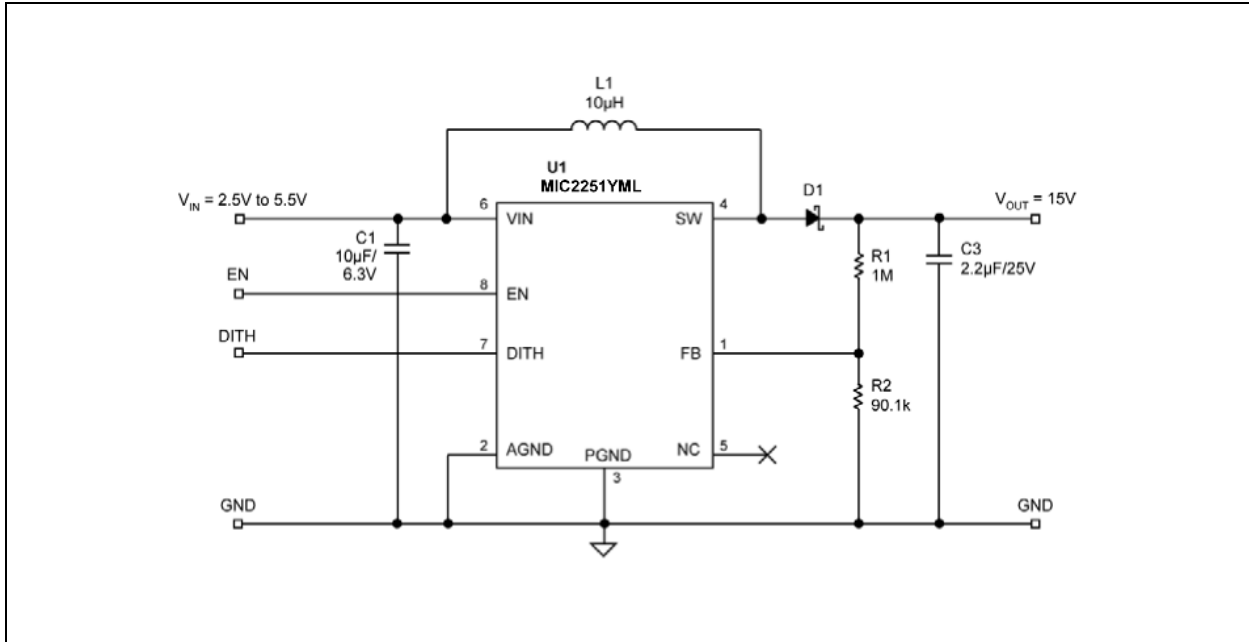 L1
10µH
U1
MIC2251YML
D1
V_IN = 2.5V to 5.5V
V_OUT = 15V
6
VIN
SW
4
C1
10µF/
6.3V
R1
1M
C3
2.2µF/25V
EN
8
EN
DITH
7
DITH
FB
1
R2
90.1k
2
AGND
PGND
3
NC
5
GND
GND